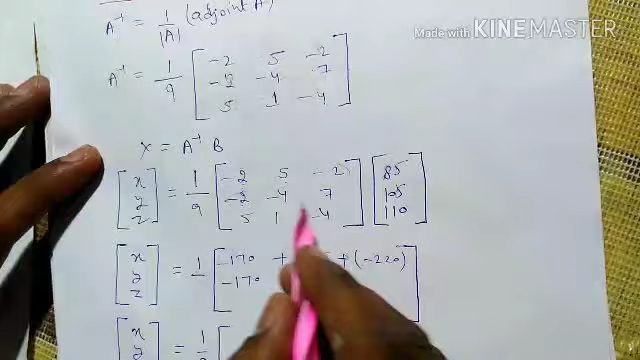 Made with KINEMASTER
A⁻¹ = 1/|A| (adjoint A)
A⁻¹ = 1/9 [ -2 5 -2
-2 -4 7
5 1 -4 ]
X = A⁻¹ B
[ x y z ] = 1/9 [ -2 5 -2
-2 -4 7
5 1 -4 ] [ 85 105 110 ]
[ x y z ] = 1 [ -170 + + (-220)
-170 ]
[ x y = 1 [